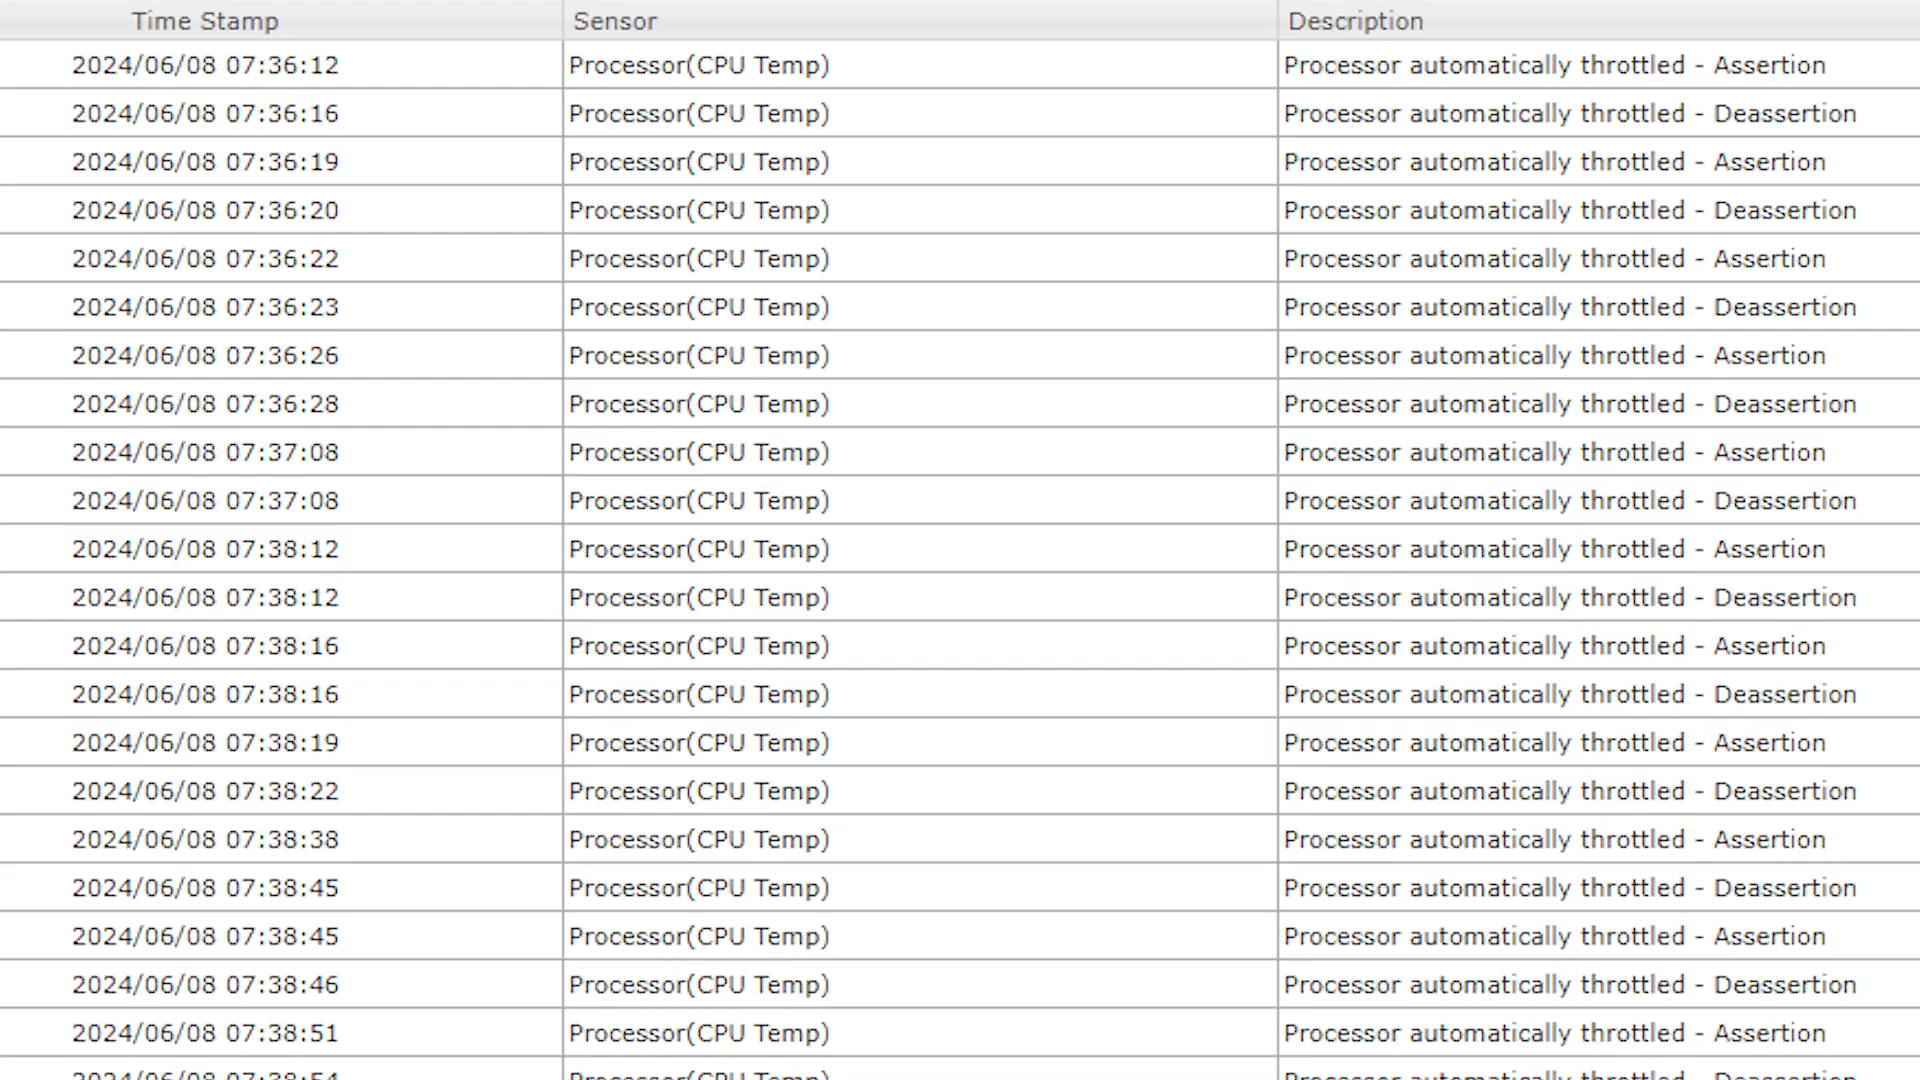 Time Stamp Sensor Description
2024/06/08 07:36:12 Processor(CPU Temp) Processor automatically throttled - Assertion
2024/06/08 07:36:16 Processor(CPU Temp) Processor automatically throttled - Deassertion
2024/06/08 07:36:19 Processor(CPU Temp) Processor automatically throttled - Assertion
2024/06/08 07:36:20 Processor(CPU Temp) Processor automatically throttled - Deassertion
2024/06/08 07:36:22 Processor(CPU Temp) Processor automatically throttled - Assertion
2024/06/08 07:36:23 Processor(CPU Temp) Processor automatically throttled - Deassertion
2024/06/08 07:36:26 Processor(CPU Temp) Processor automatically throttled - Assertion
2024/06/08 07:36:28 Processor(CPU Temp) Processor automatically throttled - Deassertion
2024/06/08 07:37:08 Processor(CPU Temp) Processor automatically throttled - Assertion
2024/06/08 07:37:08 Processor(CPU Temp) Processor automatically throttled - Deassertion
2024/06/08 07:38:12 Processor(CPU Temp) Processor automatically throttled - Assertion
2024/06/08 07:38:12 Processor(CPU Temp) Processor automatically throttled - Deassertion
2024/06/08 07:38:16 Processor(CPU Temp) Processor automatically throttled - Assertion
2024/06/08 07:38:16 Processor(CPU Temp) Processor automatically throttled - Deassertion
2024/06/08 07:38:19 Processor(CPU Temp) Processor automatically throttled - Assertion
2024/06/08 07:38:22 Processor(CPU Temp) Processor automatically throttled - Deassertion
2024/06/08 07:38:38 Processor(CPU Temp) Processor automatically throttled - Assertion
2024/06/08 07:38:45 Processor(CPU Temp) Processor automatically throttled - Deassertion
2024/06/08 07:38:45 Processor(CPU Temp) Processor automatically throttled - Assertion
2024/06/08 07:38:46 Processor(CPU Temp) Processor automatically throttled - Deassertion
2024/06/08 07:38:51 Processor(CPU Temp) Processor automatically throttled - Assertion
2024/06/08 07:38:54 Processor(CPU Temp) Processor automatically throttled - Deassertion